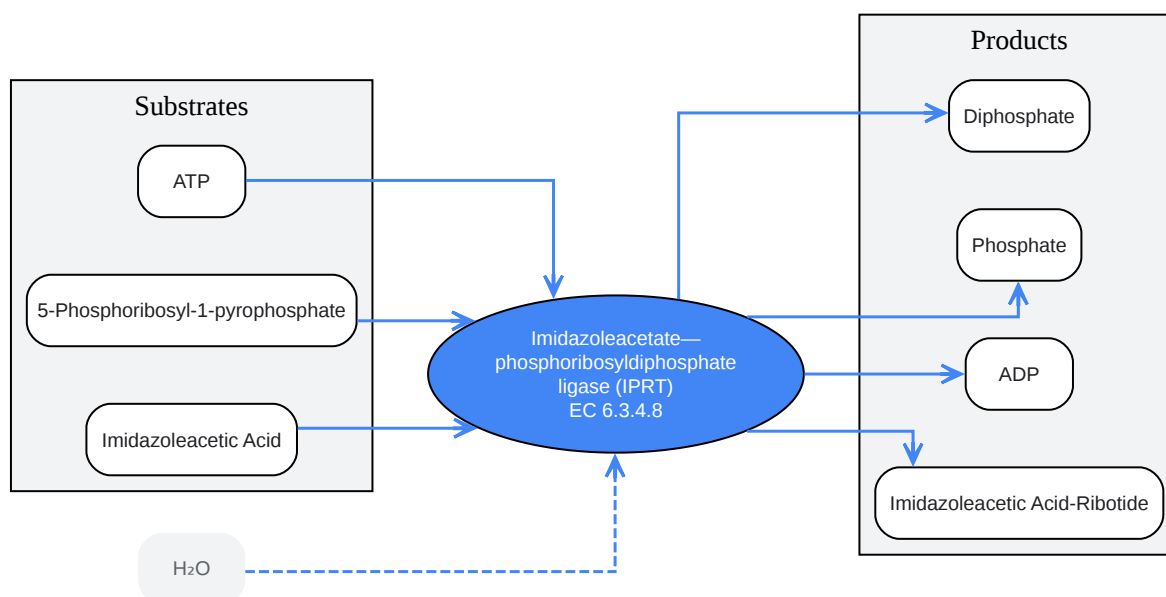 Substrates
ATP
5-Phosphoribosyl-1-pyrophosphate
Imidazoleacetic Acid
H₂O
Imidazoleacetate—
phosphoribosyldiphosphate
ligase (IPRT)
EC 6.3.4.8
Products
Diphosphate
Phosphate
ADP
Imidazoleacetic Acid-Ribotide